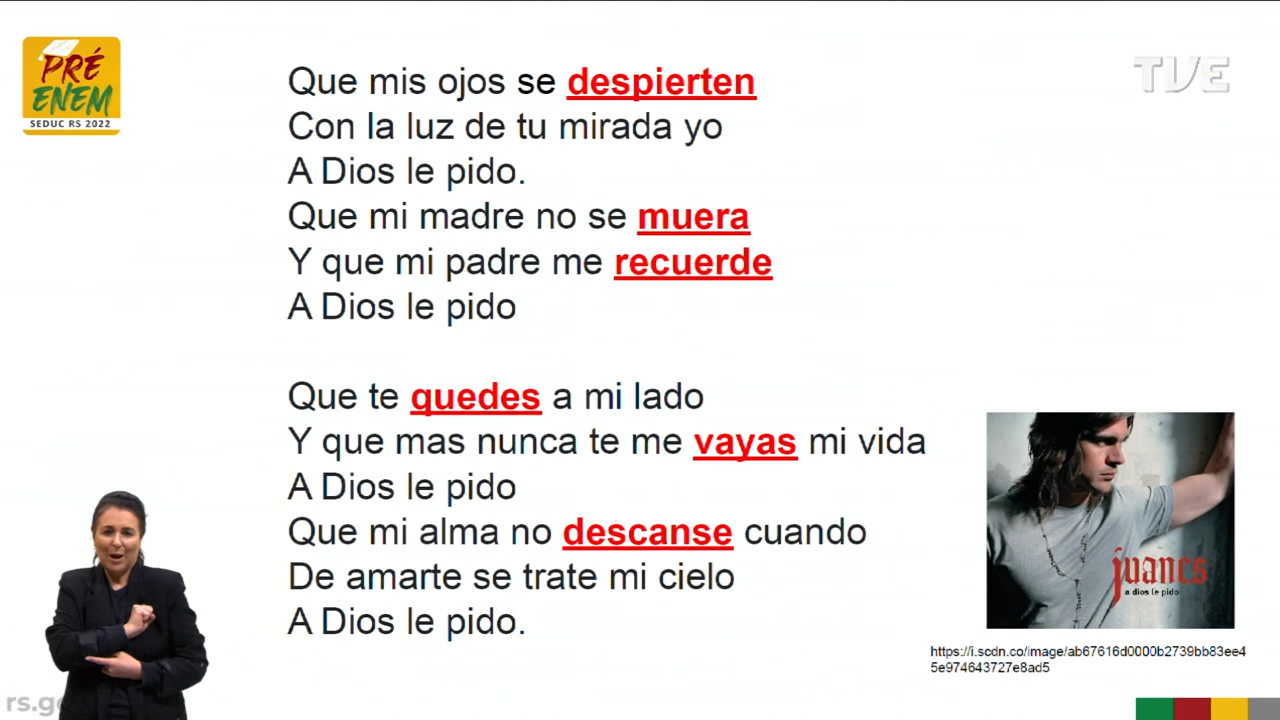 PRÉ
ENEM
SEDUC RS 2022
TVE
Que mis ojos se despierten
Con la luz de tu mirada yo
A Dios le pido.
Que mi madre no se muera
Y que mi padre me recuerde
A Dios le pido
Que te quedes a mi lado
Y que mas nunca te me vayas mi vida
A Dios le pido
Que mi alma no descanse cuando
De amarte se trate mi cielo
A Dios le pido.
juanes
a dios le pido
https://i.scdn.co/image/ab67616d0000b2739bb83ee4
5e974643727e8ad5
rs.g